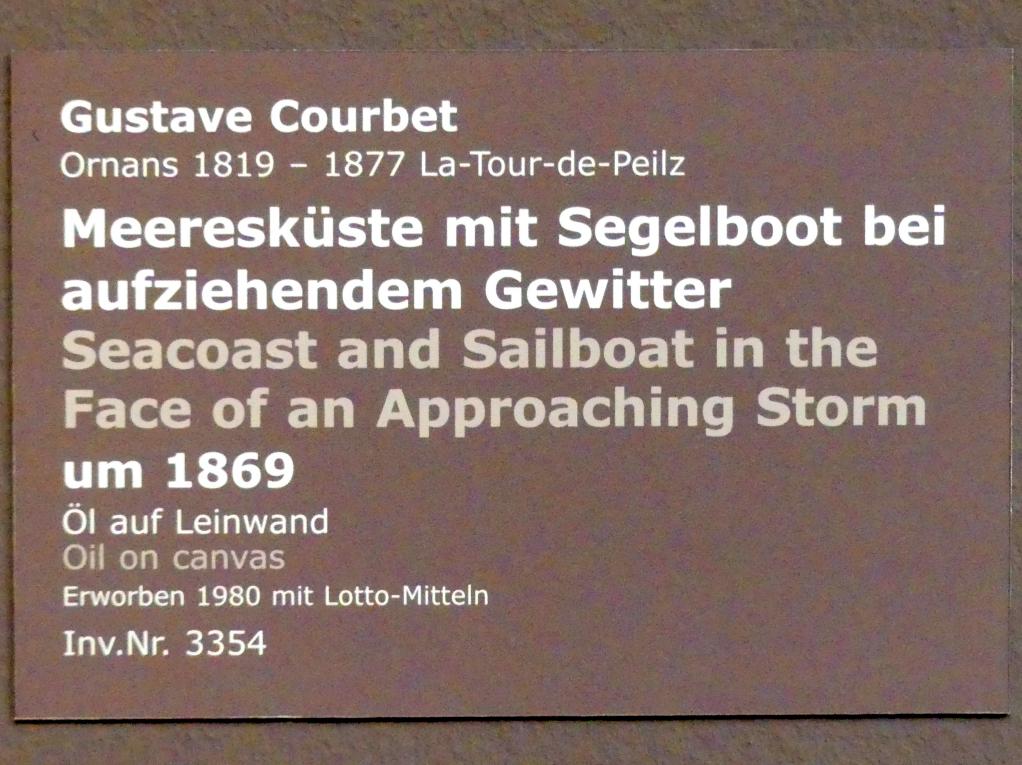 Gustave Courbet
Ornans 1819 – 1877 La-Tour-de-Peilz
Meeresküste mit Segelboot bei
aufziehendem Gewitter
Seacoast and Sailboat in the
Face of an Approaching Storm
um 1869
Öl auf Leinwand
Oil on canvas
Erworben 1980 mit Lotto-Mitteln
Inv.Nr. 3354